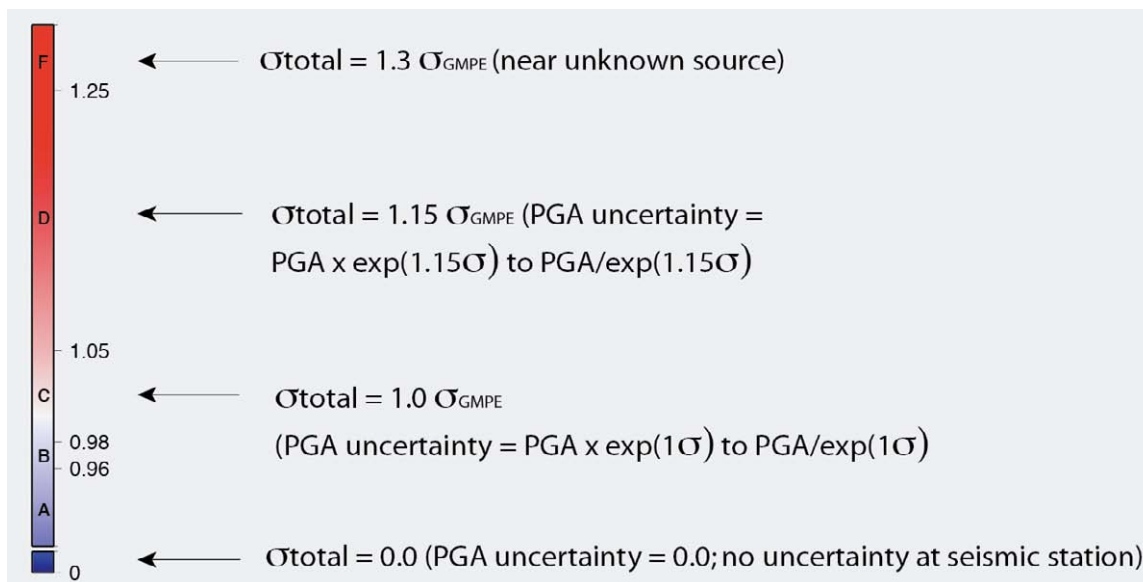 F
σtotal = 1.3 σGMPE (near unknown source)
1.25
D
σtotal = 1.15 σGMPE (PGA uncertainty =
PGA x exp(1.15σ) to PGA/exp(1.15σ)
1.05
C
σtotal = 1.0 σGMPE
(PGA uncertainty = PGA x exp(1σ) to PGA/exp(1σ)
0.98
B
0.96
A
σtotal = 0.0 (PGA uncertainty = 0.0; no uncertainty at seismic station)
0